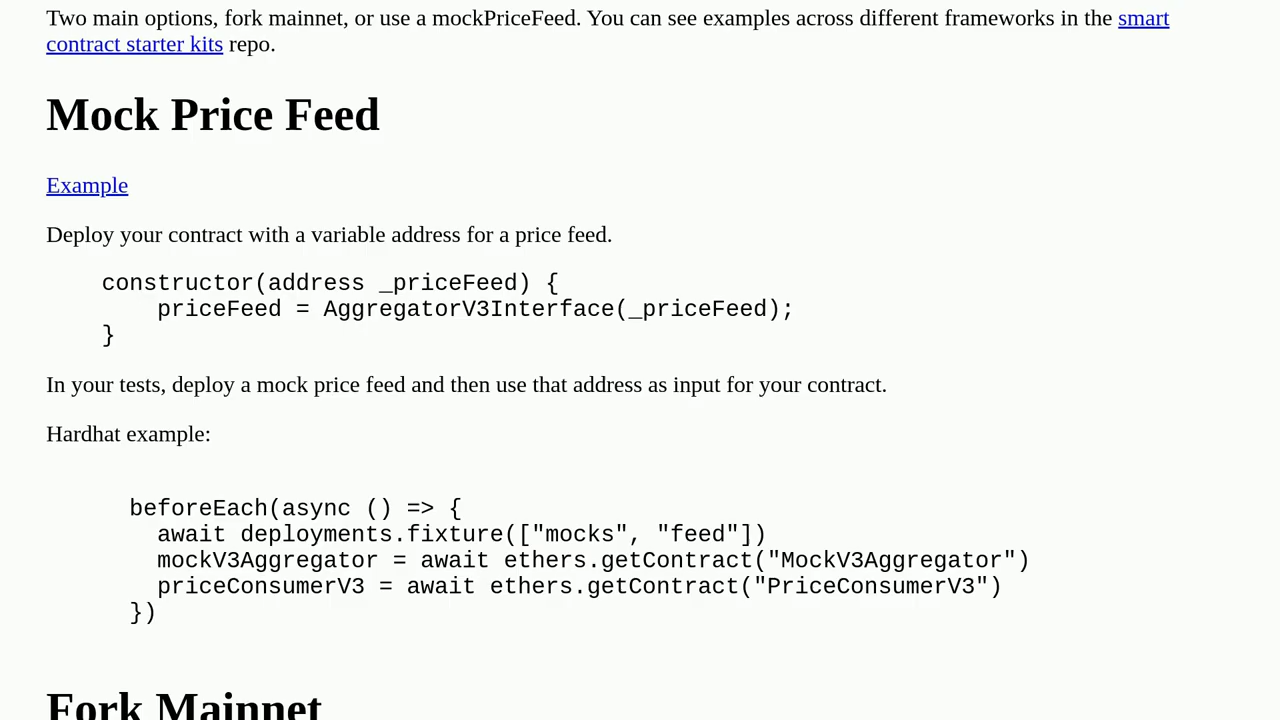 Two main options, fork mainnet, or use a mockPriceFeed. You can see examples across different frameworks in the smart
contract starter kits repo.
Mock Price Feed
Example
Deploy your contract with a variable address for a price feed.
constructor(address _priceFeed) {
    priceFeed = AggregatorV3Interface(_priceFeed);
}
In your tests, deploy a mock price feed and then use that address as input for your contract.
Hardhat example:
beforeEach(async () => {
  await deployments.fixture(["mocks", "feed"])
  mockV3Aggregator = await ethers.getContract("MockV3Aggregator")
  priceConsumerV3 = await ethers.getContract("PriceConsumerV3")
})
Fork Mainnet